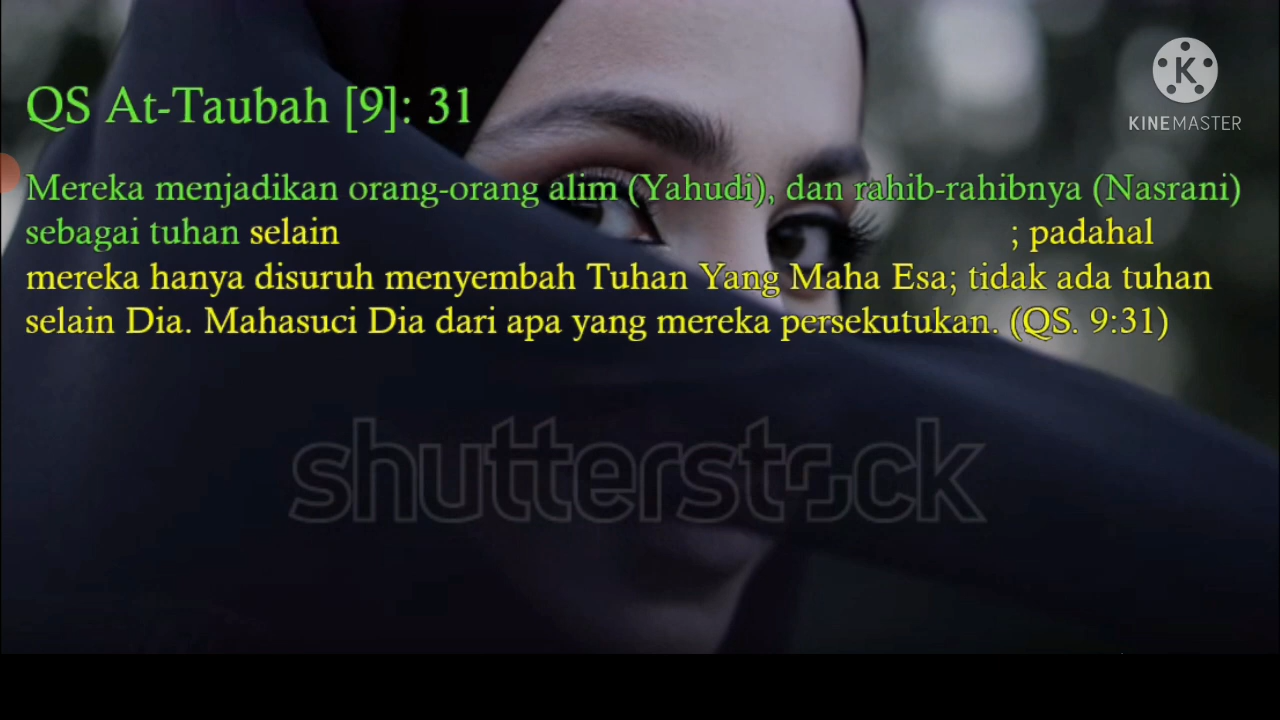 QS At-Taubah [9]: 31
KINEMASTER
Mereka menjadikan orang-orang alim (Yahudi), dan rahib-rahibnya (Nasrani)
sebagai tuhan selain ; padahal
mereka hanya disuruh menyembah Tuhan Yang Maha Esa; tidak ada tuhan
selain Dia. Mahasuci Dia dari apa yang mereka persekutukan. (QS. 9:31)
shutterstock